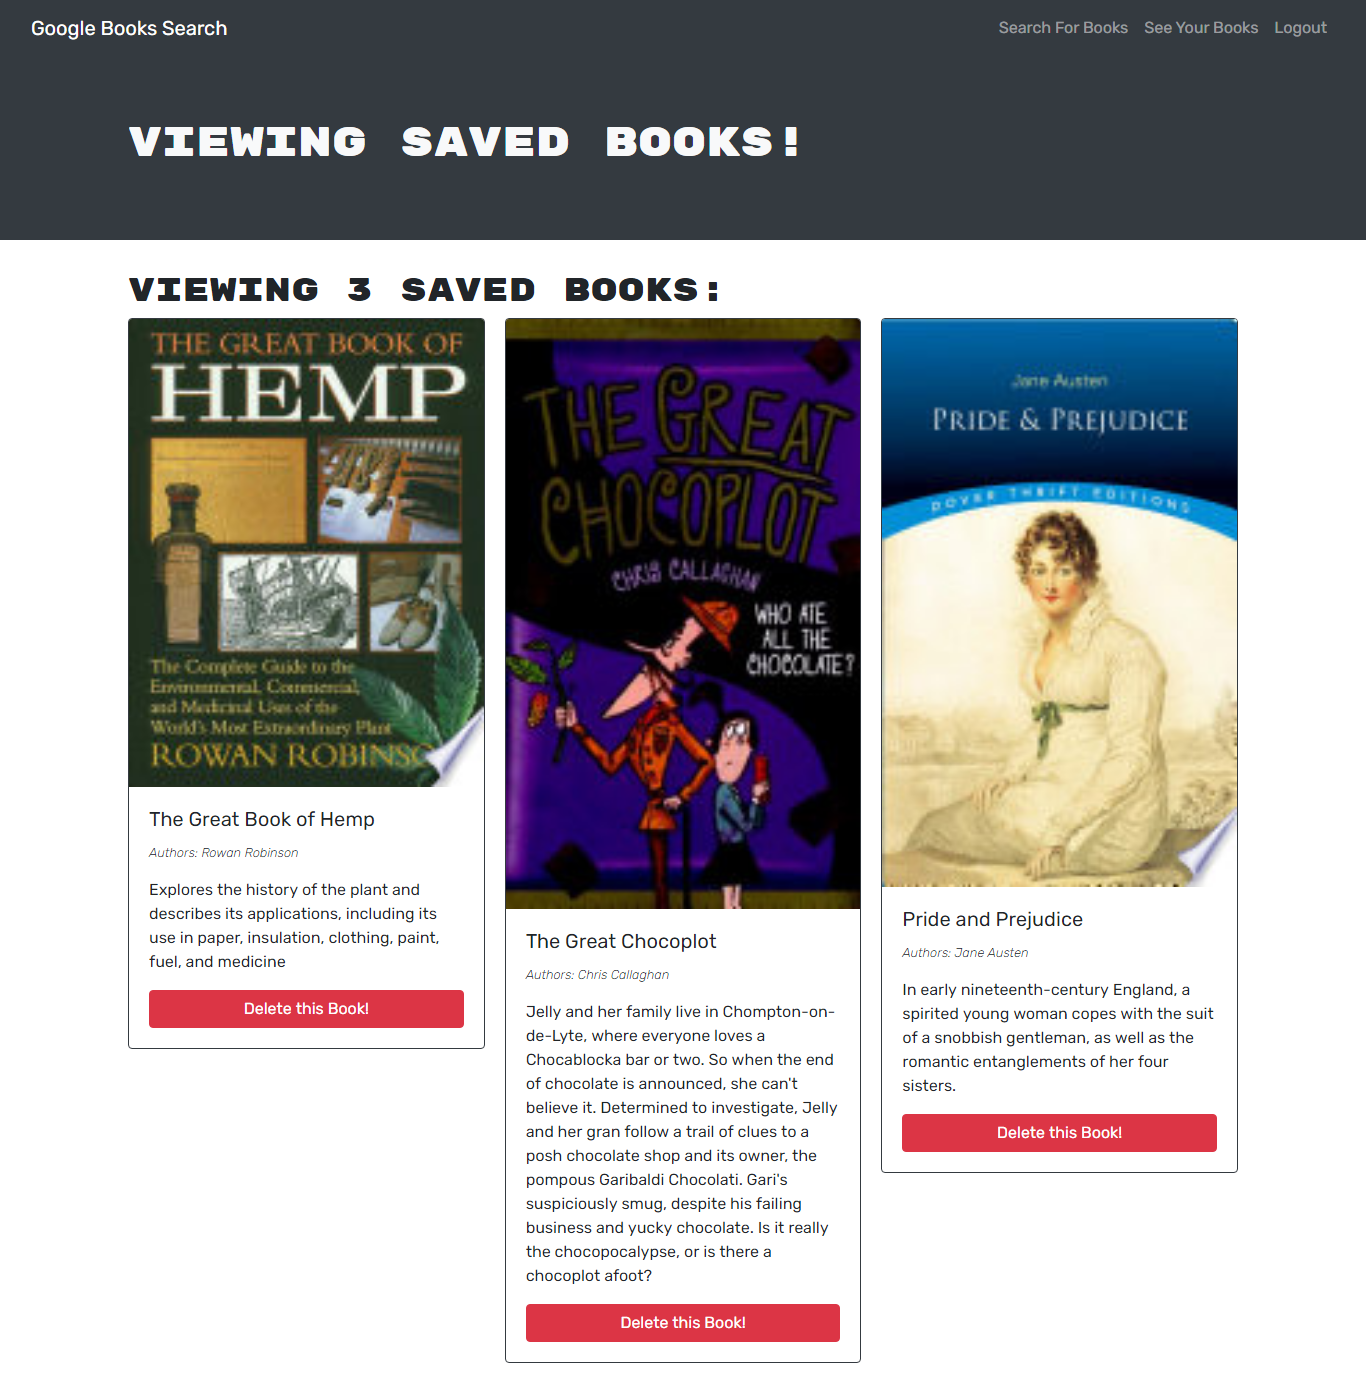 Google Books Search
Search For Books See Your Books Logout
VIEWING SAVED BOOKS!
VIEWING 3 SAVED BOOKS:
THE GREAT BOOK OF
HEMP
The Complete Guide to the
Environmental, Commercial,
and Medicinal Uses of the
World's Most Extraordinary Plant
ROWAN ROBINSO
The Great Book of Hemp
Authors: Rowan Robinson
Explores the history of the plant and
describes its applications, including its
use in paper, insulation, clothing, paint,
fuel, and medicine
Delete this Book!
THE GREAT
CHOCOPLOT
CHRIS CALLAGHAN
WHO ATE
ALL THE
CHOCOLATE?
The Great Chocoplot
Authors: Chris Callaghan
Jelly and her family live in Chompton-on-
de-Lyte, where everyone loves a
Chocablocka bar or two. So when the end
of chocolate is announced, she can't
believe it. Determined to investigate, Jelly
and her gran follow a trail of clues to a
posh chocolate shop and its owner, the
pompous Garibaldi Chocolati. Gari's
suspiciously smug, despite his failing
business and yucky chocolate. Is it really
the chocopocalypse, or is there a
chocoplot afoot?
Delete this Book!
Jane Austen
PRIDE & PREJUDICE
DOVER THRIFT EDITIONS
Pride and Prejudice
Authors: Jane Austen
In early nineteenth-century England, a
spirited young woman copes with the suit
of a snobbish gentleman, as well as the
romantic entanglements of her four
sisters.
Delete this Book!